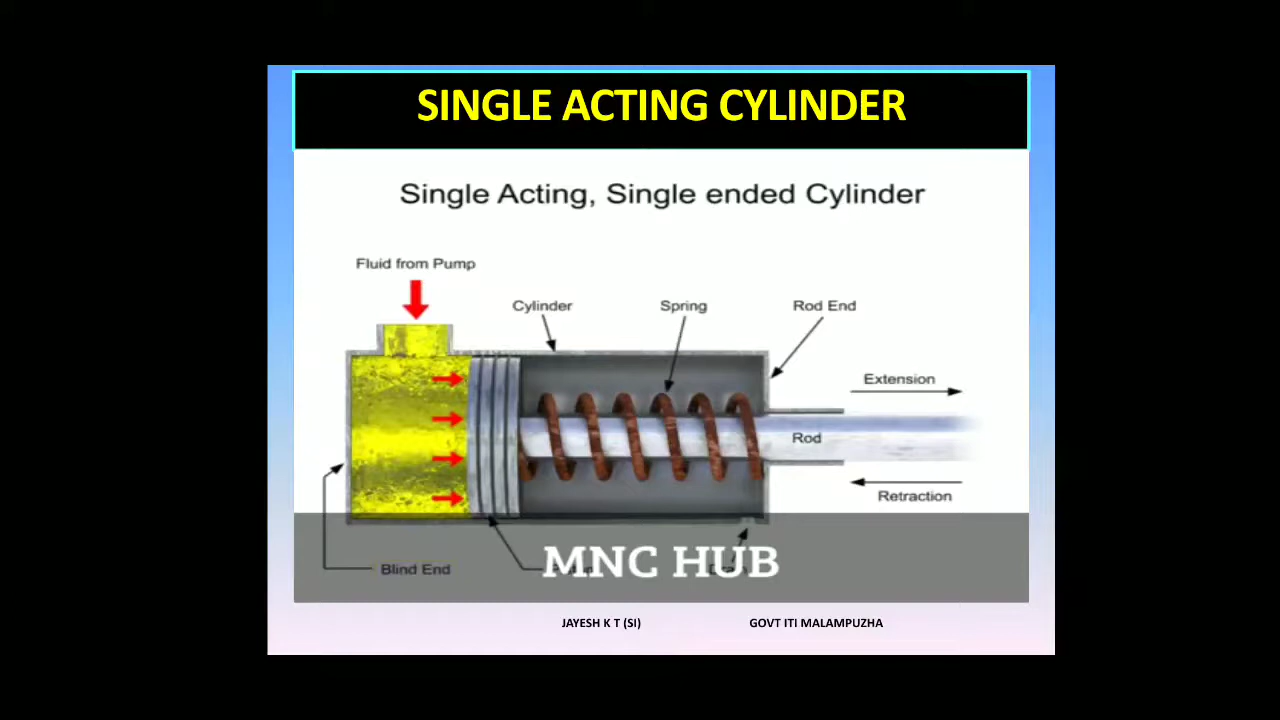 SINGLE ACTING CYLINDER
Single Acting, Single ended Cylinder
Fluid from Pump
Cylinder
Spring
Rod End
Extension
Rod
Retraction
Blind End
MNC HUB
JAYESH K T (SI)
GOVT ITI MALAMPUZHA